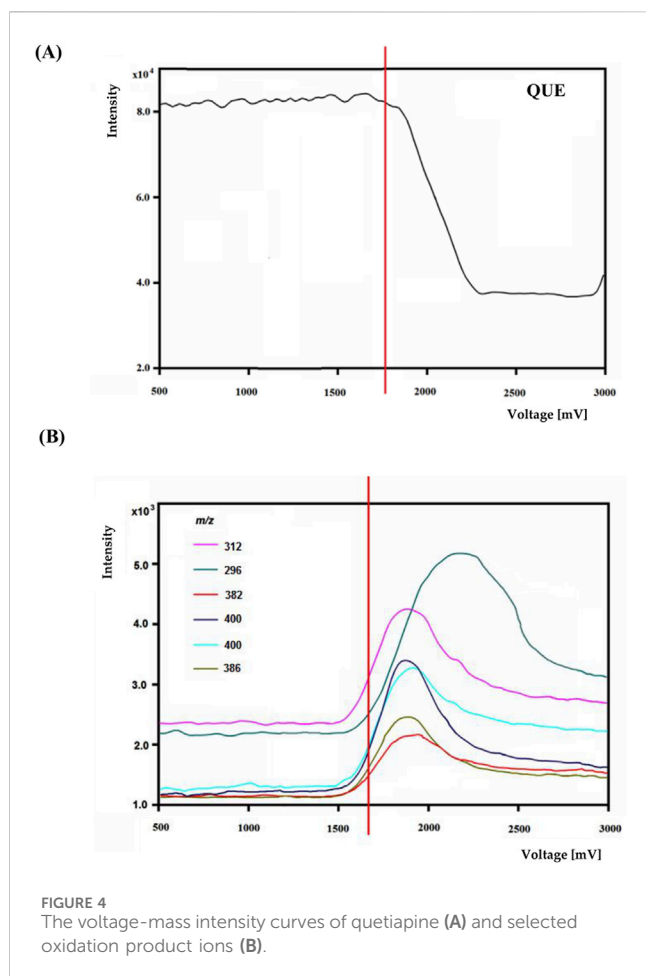 (A)
x10⁴
QUE
Intensity
8.0
6.0
4.0
2.0
500 1000 1500 2000 2500 3000
Voltage [mV]
(B)
x10³
m/z
312
296
382
400
400
386
Intensity
5.0
4.0
3.0
2.0
1.0
500 1000 1500 2000 2500 3000
Voltage [mV]
FIGURE 4
The voltage-mass intensity curves of quetiapine (A) and selected
oxidation product ions (B).